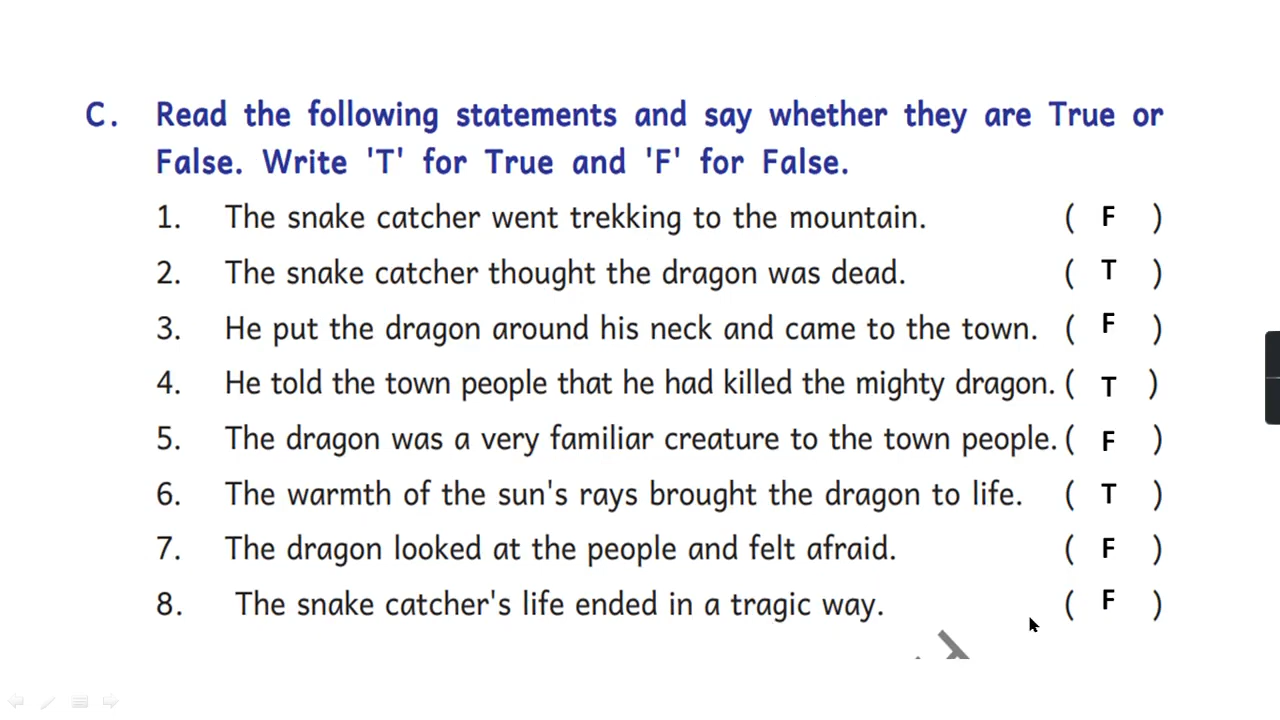 C. Read the following statements and say whether they are True or
False. Write 'T' for True and 'F' for False.
1. The snake catcher went trekking to the mountain. ( F )
2. The snake catcher thought the dragon was dead. ( T )
3. He put the dragon around his neck and came to the town. ( F )
4. He told the town people that he had killed the mighty dragon. ( T )
5. The dragon was a very familiar creature to the town people. ( F )
6. The warmth of the sun's rays brought the dragon to life. ( T )
7. The dragon looked at the people and felt afraid. ( F )
8. The snake catcher's life ended in a tragic way. ( F )